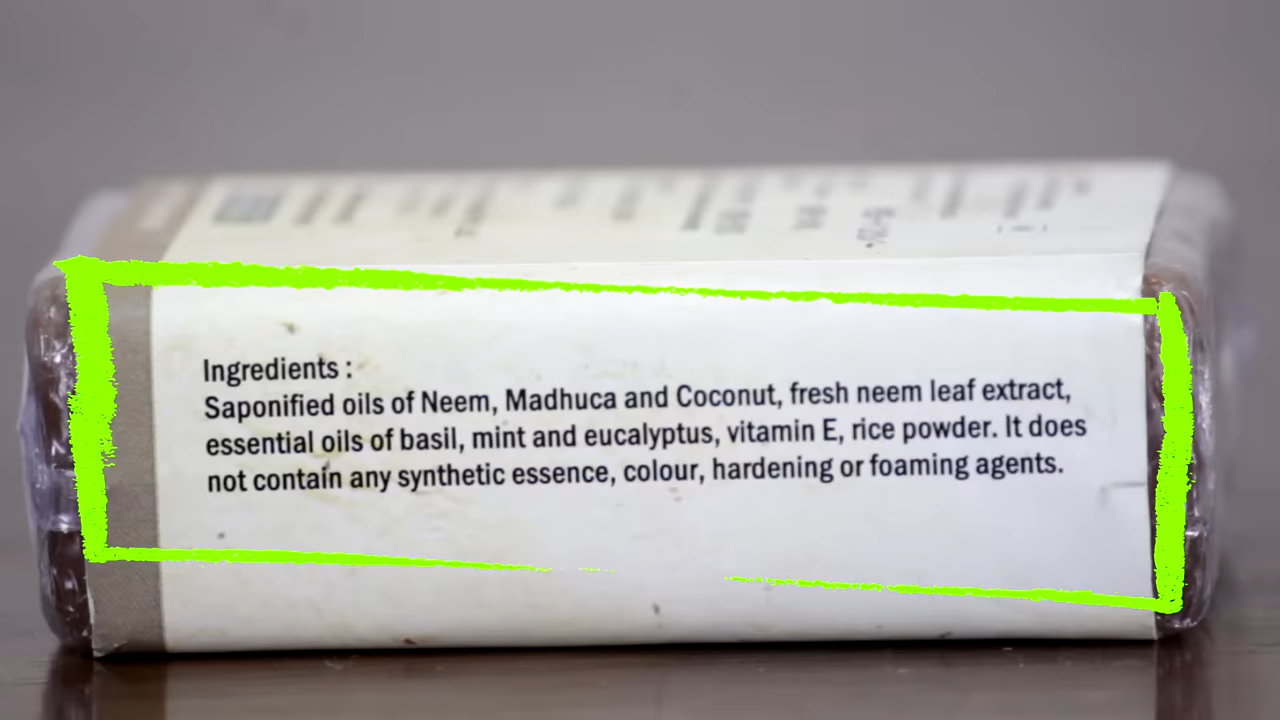 Ingredients :
Saponified oils of Neem, Madhuca and Coconut, fresh neem leaf extract,
essential oils of basil, mint and eucalyptus, vitamin E, rice powder. It does
not contain any synthetic essence, colour, hardening or foaming agents.